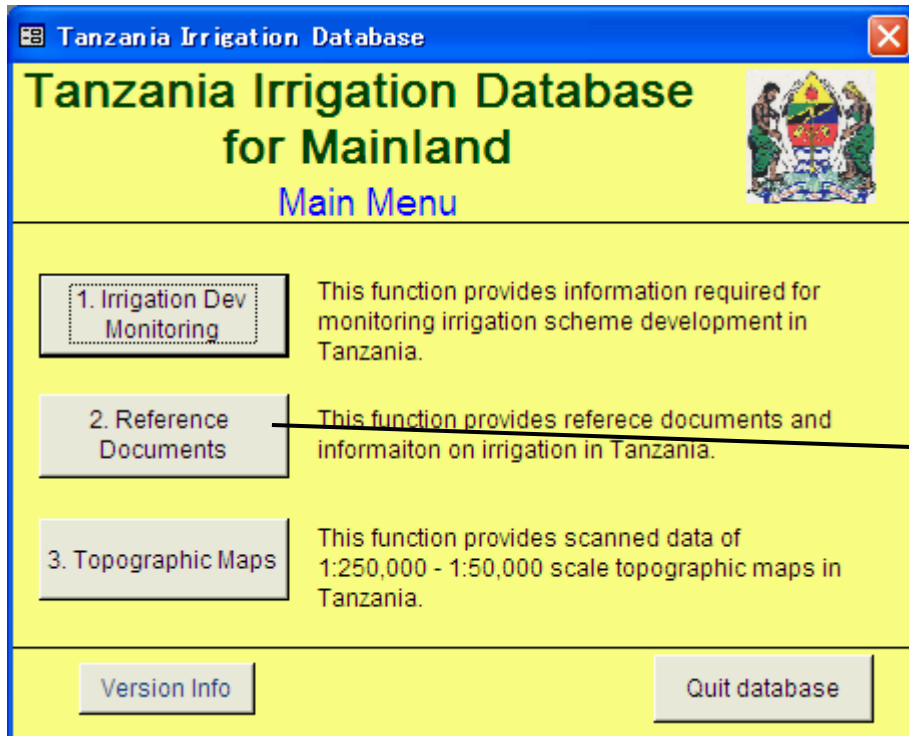 Tanzania Irrigation Database
Tanzania Irrigation Database
for Mainland
Main Menu
1. Irrigation Dev
Monitoring
This function provides information required for
monitoring irrigation scheme development in
Tanzania.
2. Reference
Documents
This function provides referece documents and
informaiton on irrigation in Tanzania.
3. Topographic Maps
This function provides scanned data of
1:250,000 - 1:50,000 scale topographic maps in
Tanzania.
Version Info
Quit database